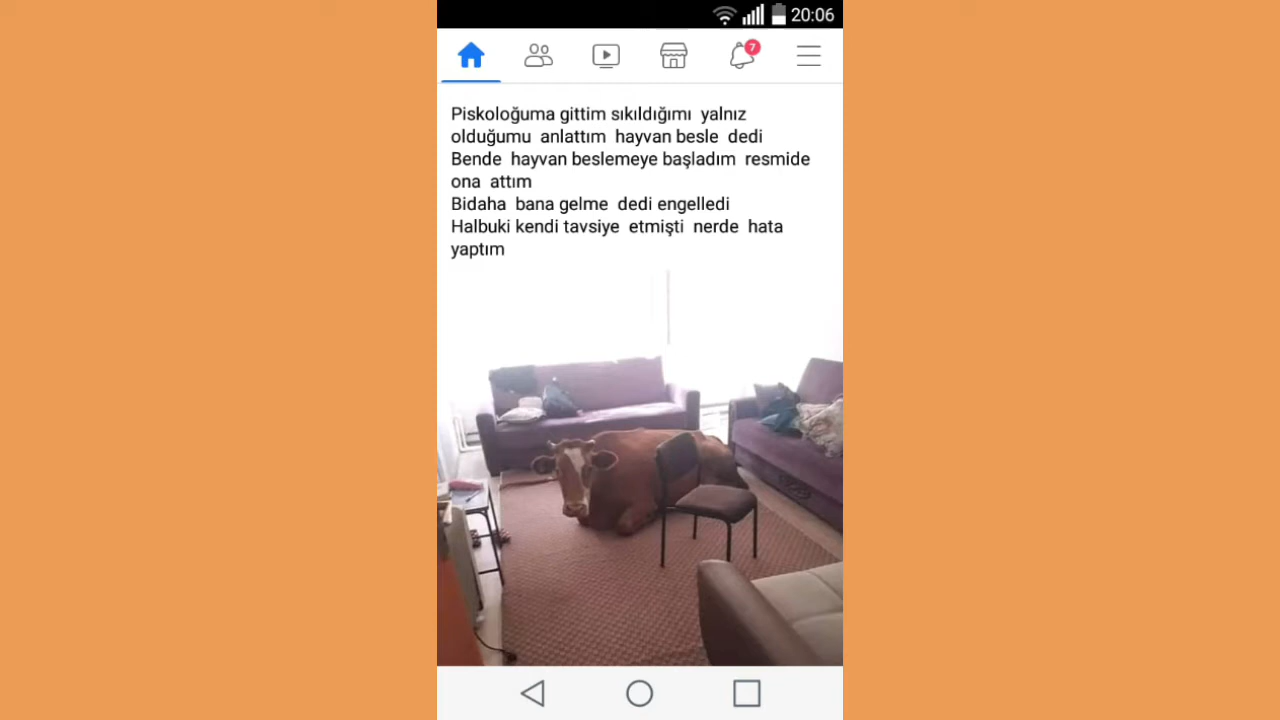 20:06
7
Piskoloğuma gittim sıkıldığımı yalnız
olduğumu anlattım hayvan besle dedi
Bende hayvan beslemeye başladım resmide
ona attım
Bidaha bana gelme dedi engelledi
Halbuki kendi tavsiye etmişti nerde hata
yaptım